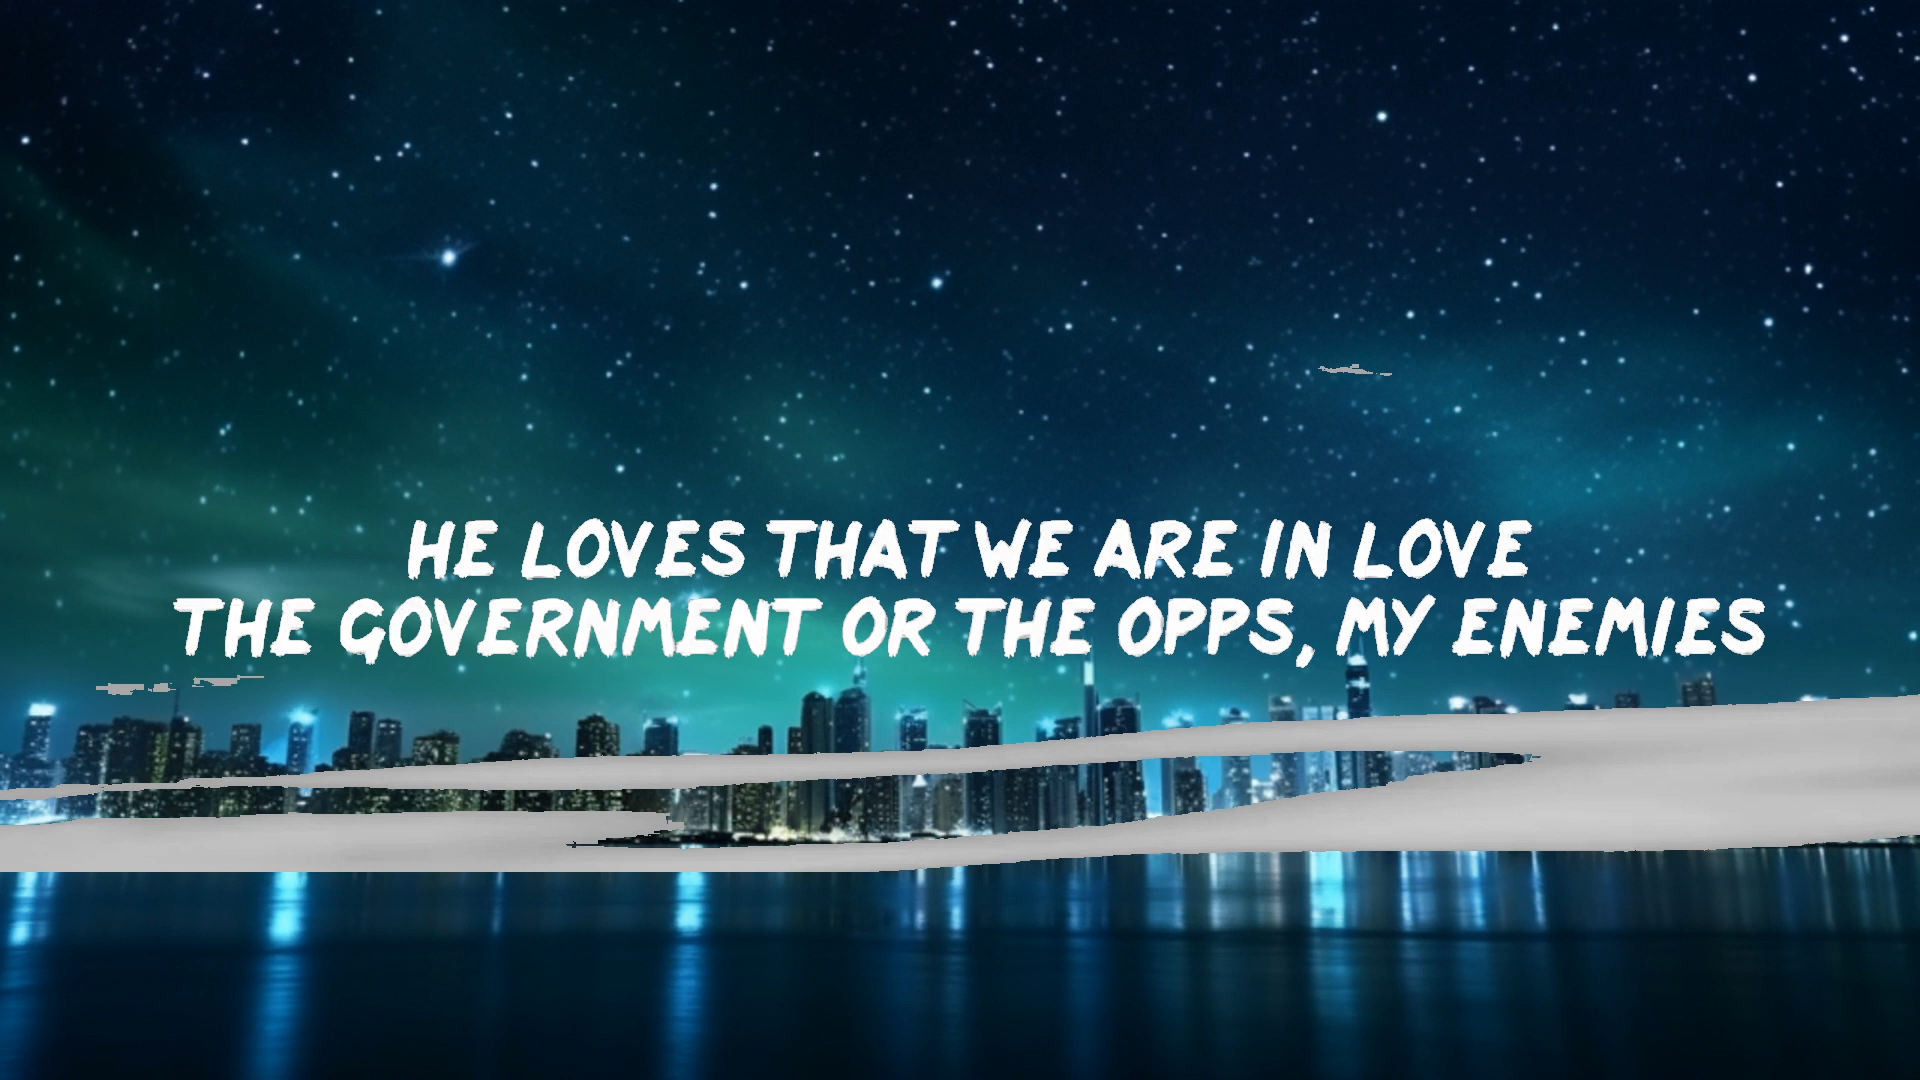 HE LOVES THAT WE ARE IN LOVE
THE GOVERNMENT OR THE OPPS, MY ENEMIES